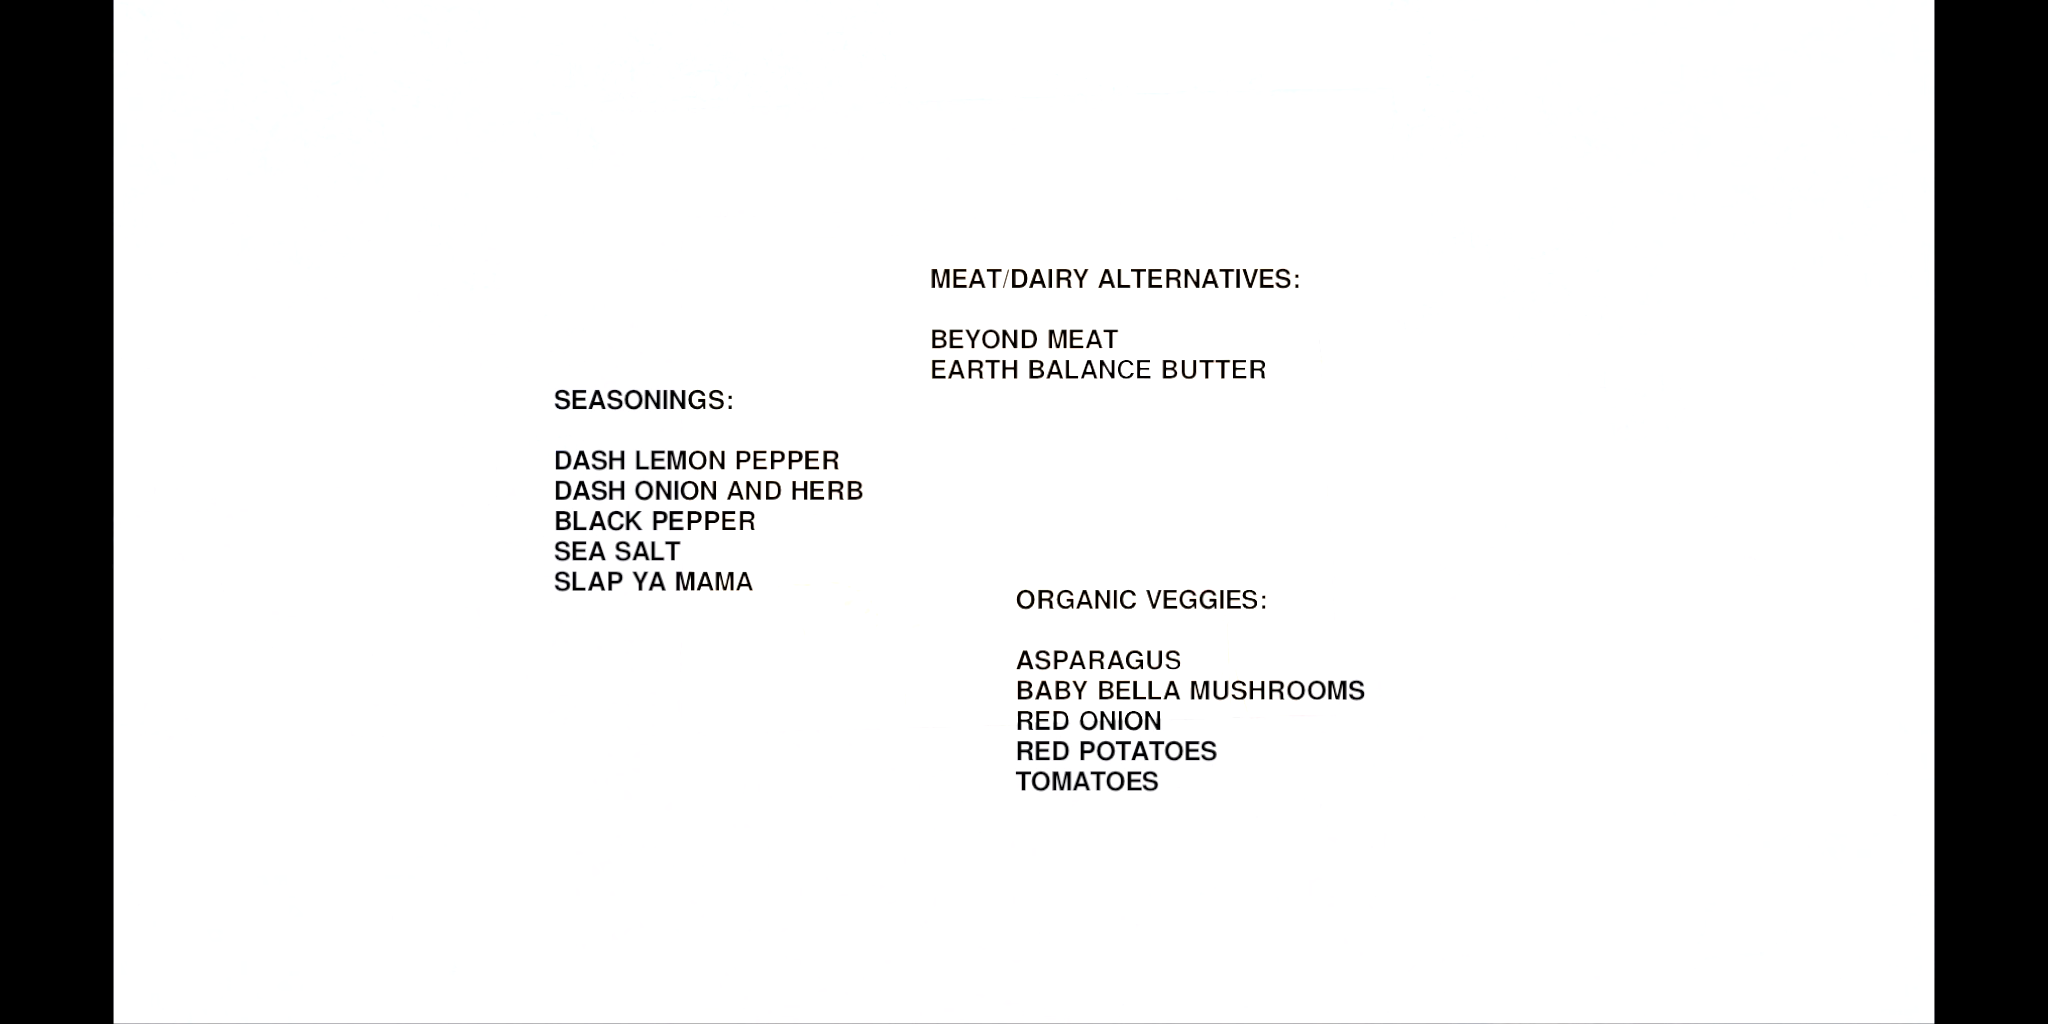 MEAT/DAIRY ALTERNATIVES:
BEYOND MEAT
EARTH BALANCE BUTTER
SEASONINGS:
DASH LEMON PEPPER
DASH ONION AND HERB
BLACK PEPPER
SEA SALT
SLAP YA MAMA
ORGANIC VEGGIES:
ASPARAGUS
BABY BELLA MUSHROOMS
RED ONION
RED POTATOES
TOMATOES